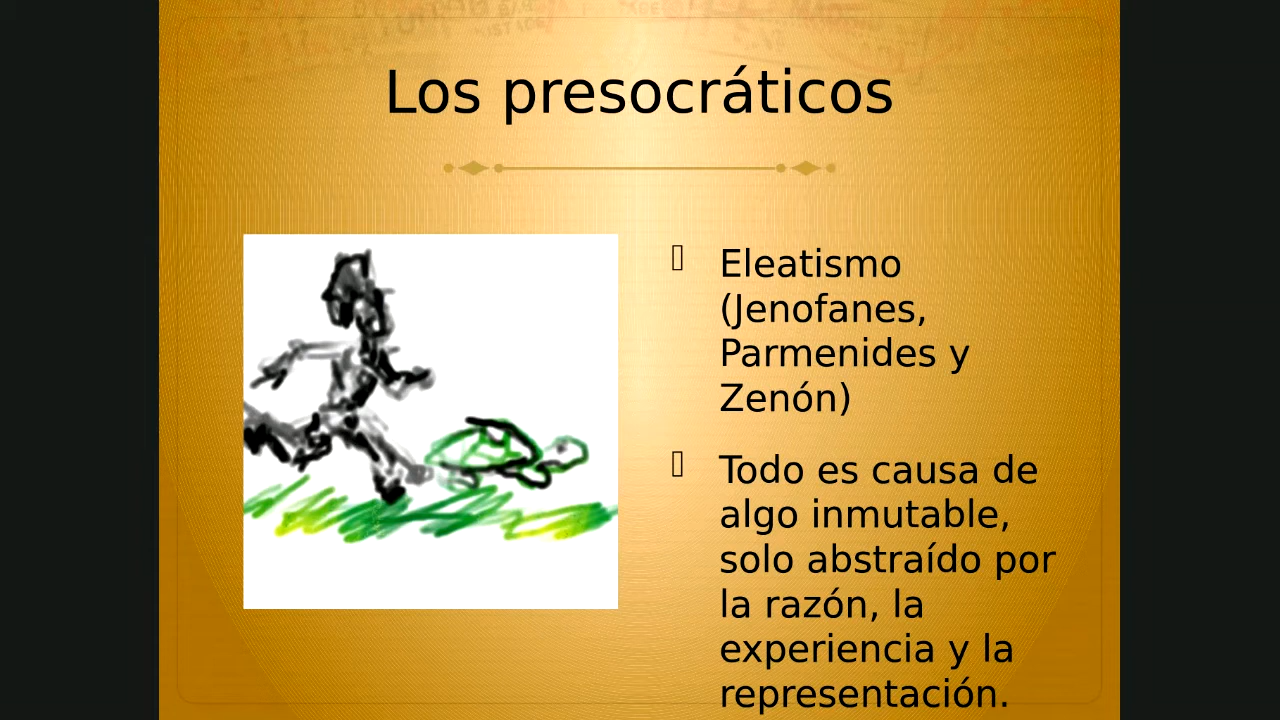 Los presocráticos
Eleatismo
(Jenofanes,
Parmenides y
Zenón)
Todo es causa de
algo inmutable,
solo abstraído por
la razón, la
experiencia y la
representación.